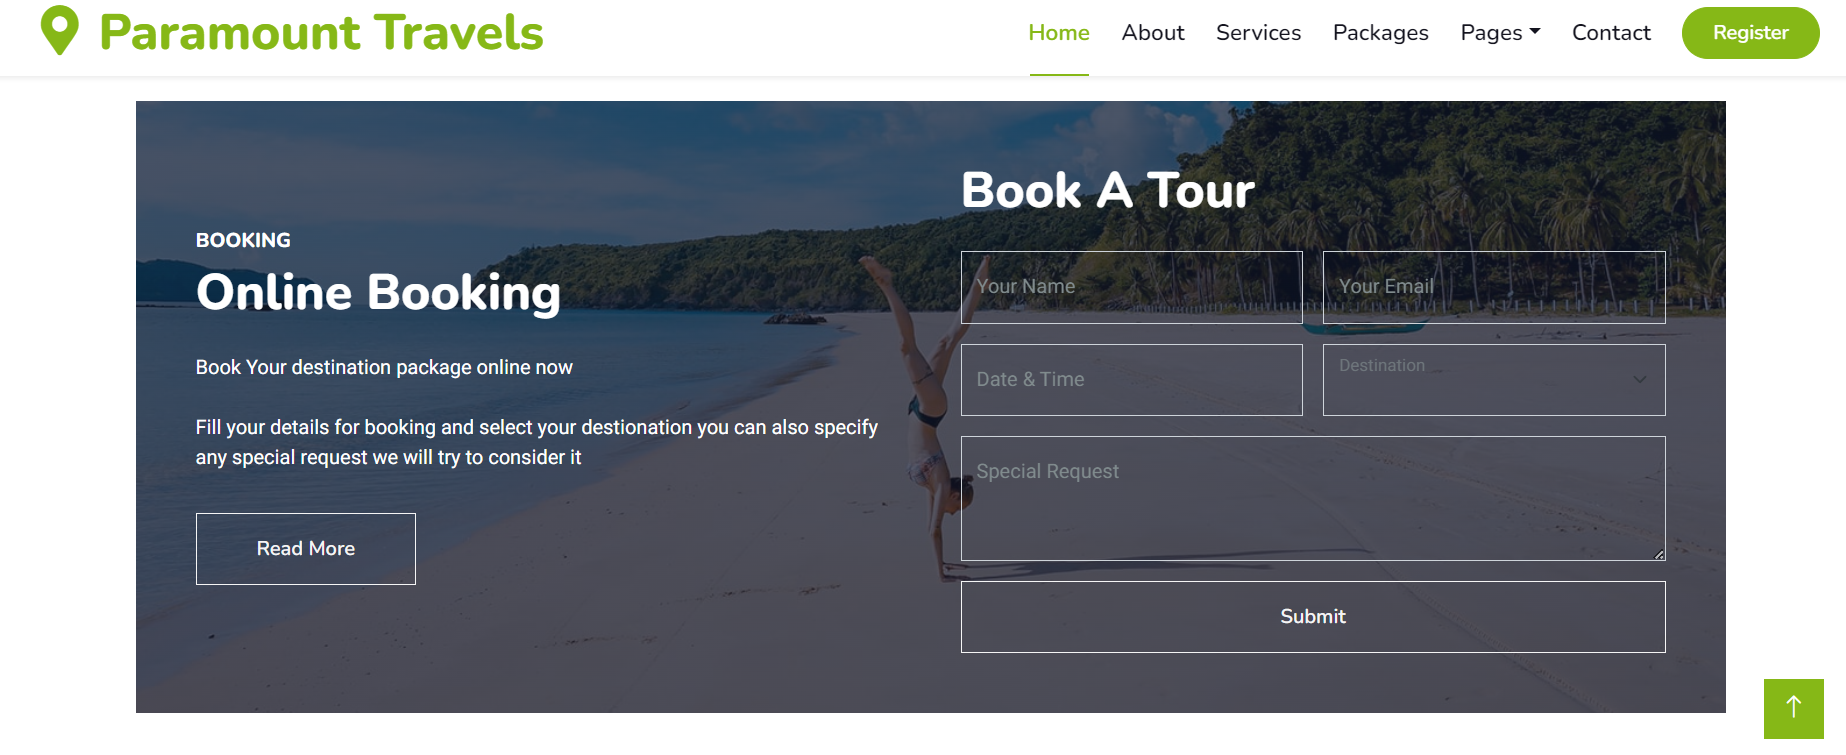 Paramount Travels
Home About Services Packages Pages Contact Register
BOOKING
Online Booking
Book Your destination package online now
Fill your details for booking and select your destionation you can also specify
any special request we will try to consider it
Read More
Book A Tour
Your Name Your Email
Date & Time Destination
Special Request
Submit